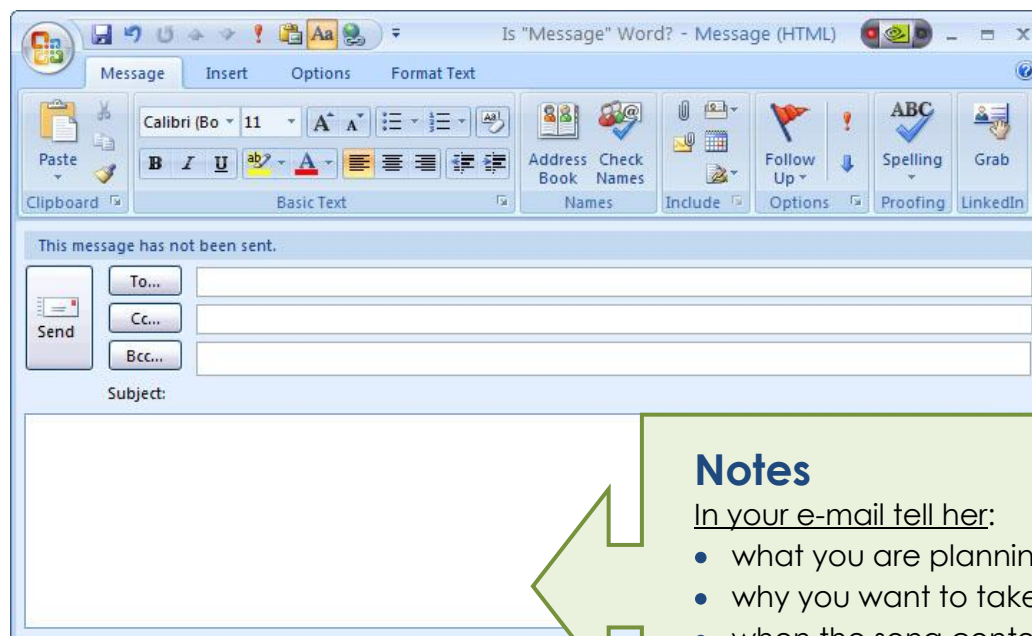 Is "Message" Word? - Message (HTML)
Message Insert Options Format Text
Calibri (Bo 11
Paste
B I U
Address Book
Check Names
Follow Up
ABC
Spelling
Grab
Clipboard Basic Text Names Include Options Proofing LinkedIn
This message has not been sent.
To...
Send
Cc...
Bcc...
Subject:
Notes
In your e-mail tell her:
what you are
why you want to take